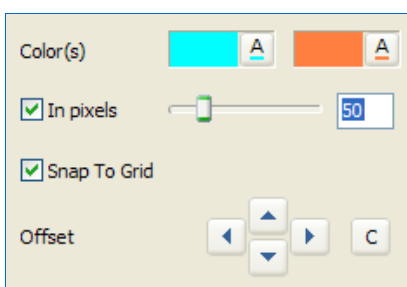 Color(s) A A
In pixels 50
Snap To Grid
Offset C